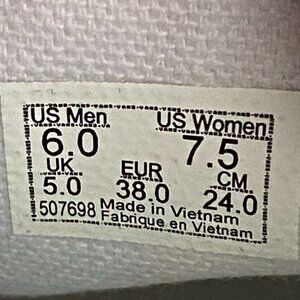 US Men US Women
6.0 7.5
UK EUR CM
5.0 38.0 24.0
507698 Made in Vietnam
Fabrique en Vietnam